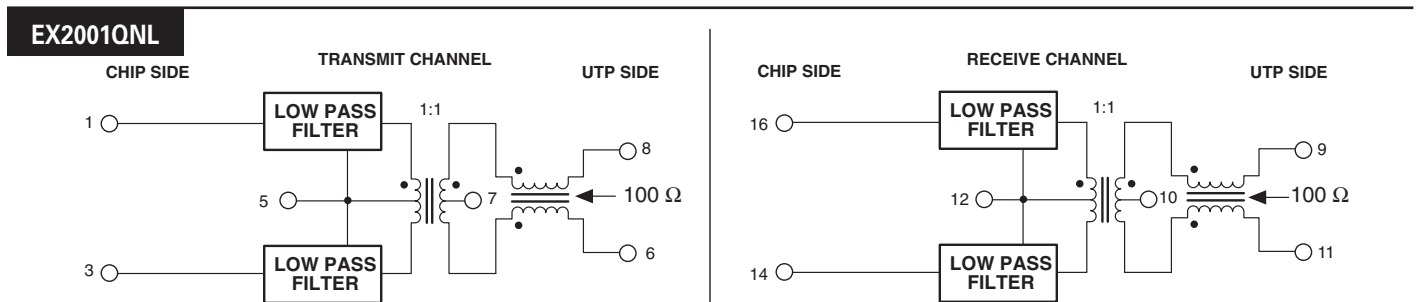 EX2001QNL
TRANSMIT CHANNEL
CHIP SIDE
UTP SIDE
LOW PASS
FILTER
1:1
1
8
5
7
100 Ω
3
6
LOW PASS
FILTER
RECEIVE CHANNEL
CHIP SIDE
UTP SIDE
LOW PASS
FILTER
1:1
16
9
12
10
100 Ω
14
11
LOW PASS
FILTER